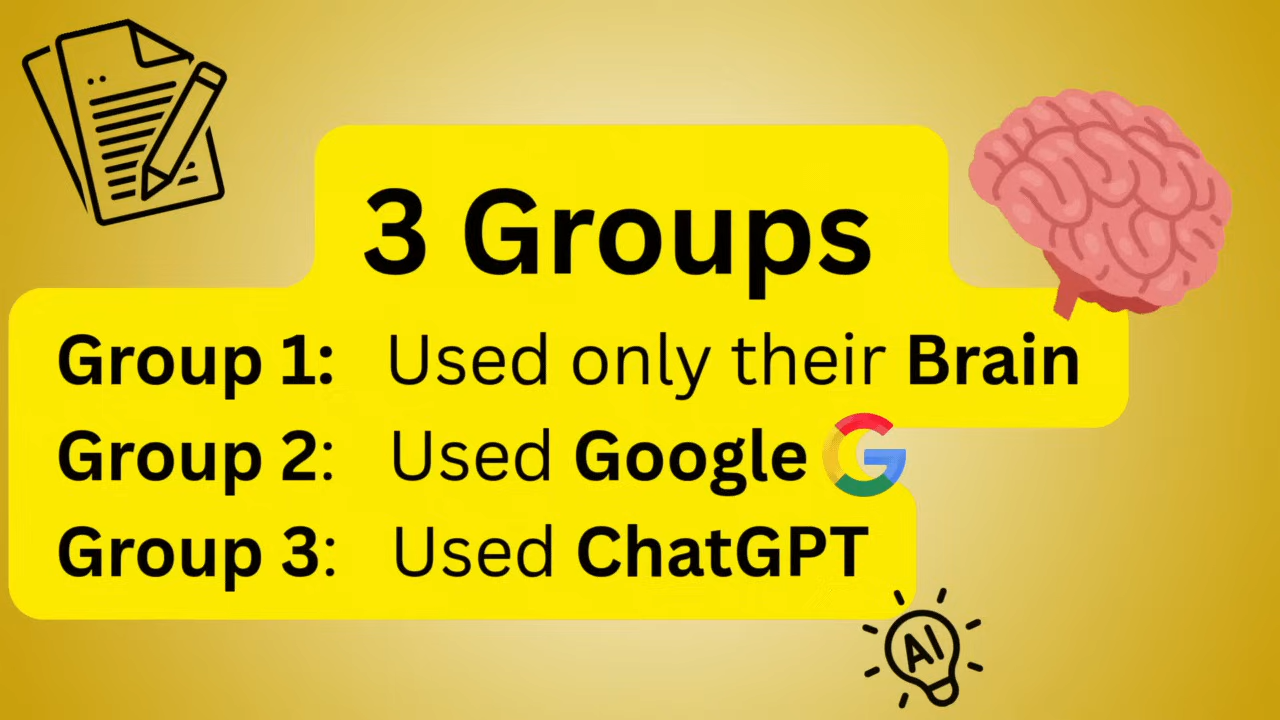 3 Groups
Group 1: Used only their Brain
Group 2: Used Google
Group 3: Used ChatGPT
AI